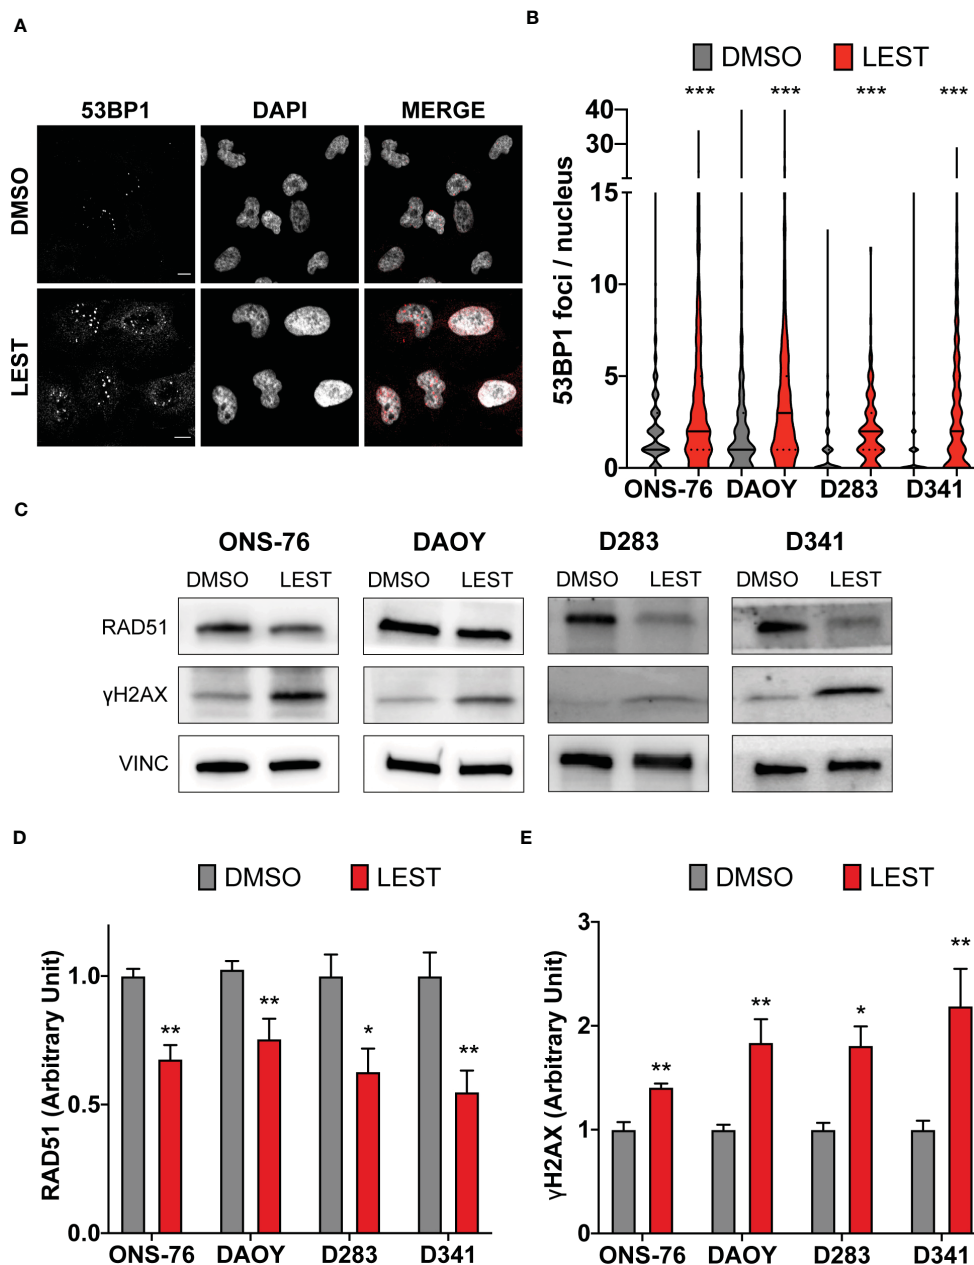 A
53BP1 DAPI MERGE
DMSO
LEST
B
DMSO LEST
*** *** *** ***
53BP1 foci / nucleus
40
30
15
10
5
0
ONS-76 DAOY D283 D341
C
ONS-76 DAOY D283 D341
DMSO LEST DMSO LEST DMSO LEST DMSO LEST
RAD51
γH2AX
VINC
D
DMSO LEST
RAD51 (Arbitrary Unit)
1.0
0.5
0.0
** ** * **
ONS-76 DAOY D283 D341
E
DMSO LEST
γH2AX (Arbitrary Unit)
3
2
1
0
** ** * **
ONS-76 DAOY D283 D341